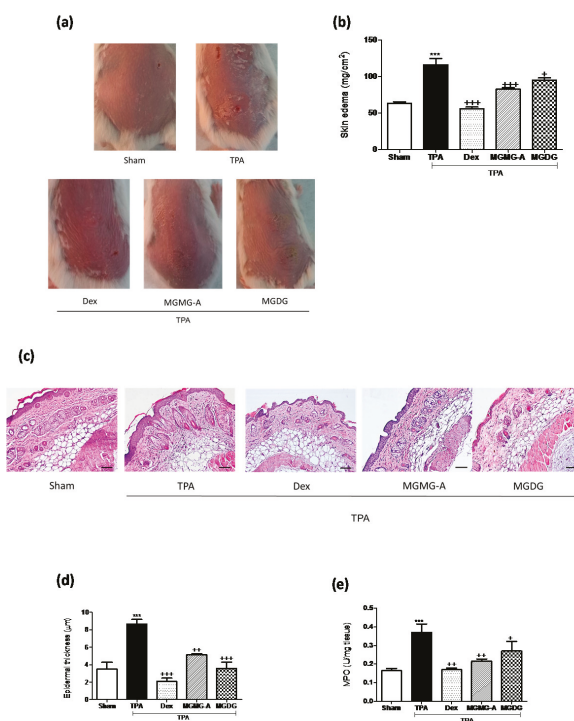 (a)
Sham
TPA
Dex
MGMG-A
MGDG
TPA
(b)
Skin edema (mg/cm²)
150
100
50
0
***
+++
+++
+
Sham
TPA
Dex
MGMG-A
MGDG
TPA
(c)
Sham
TPA
Dex
MGMG-A
MGDG
TPA
(d)
Epidermal thickness (µm)
10
8
6
4
2
0
***
+++
++
+++
Sham
TPA
Dex
MGMG-A
MGDG
TPA
(e)
MPO (U/mg tissue)
0.5
0.4
0.3
0.2
0.1
0.0
***
++
++
+
Sham
TPA
Dex
MGMG-A
MGDG
TPA